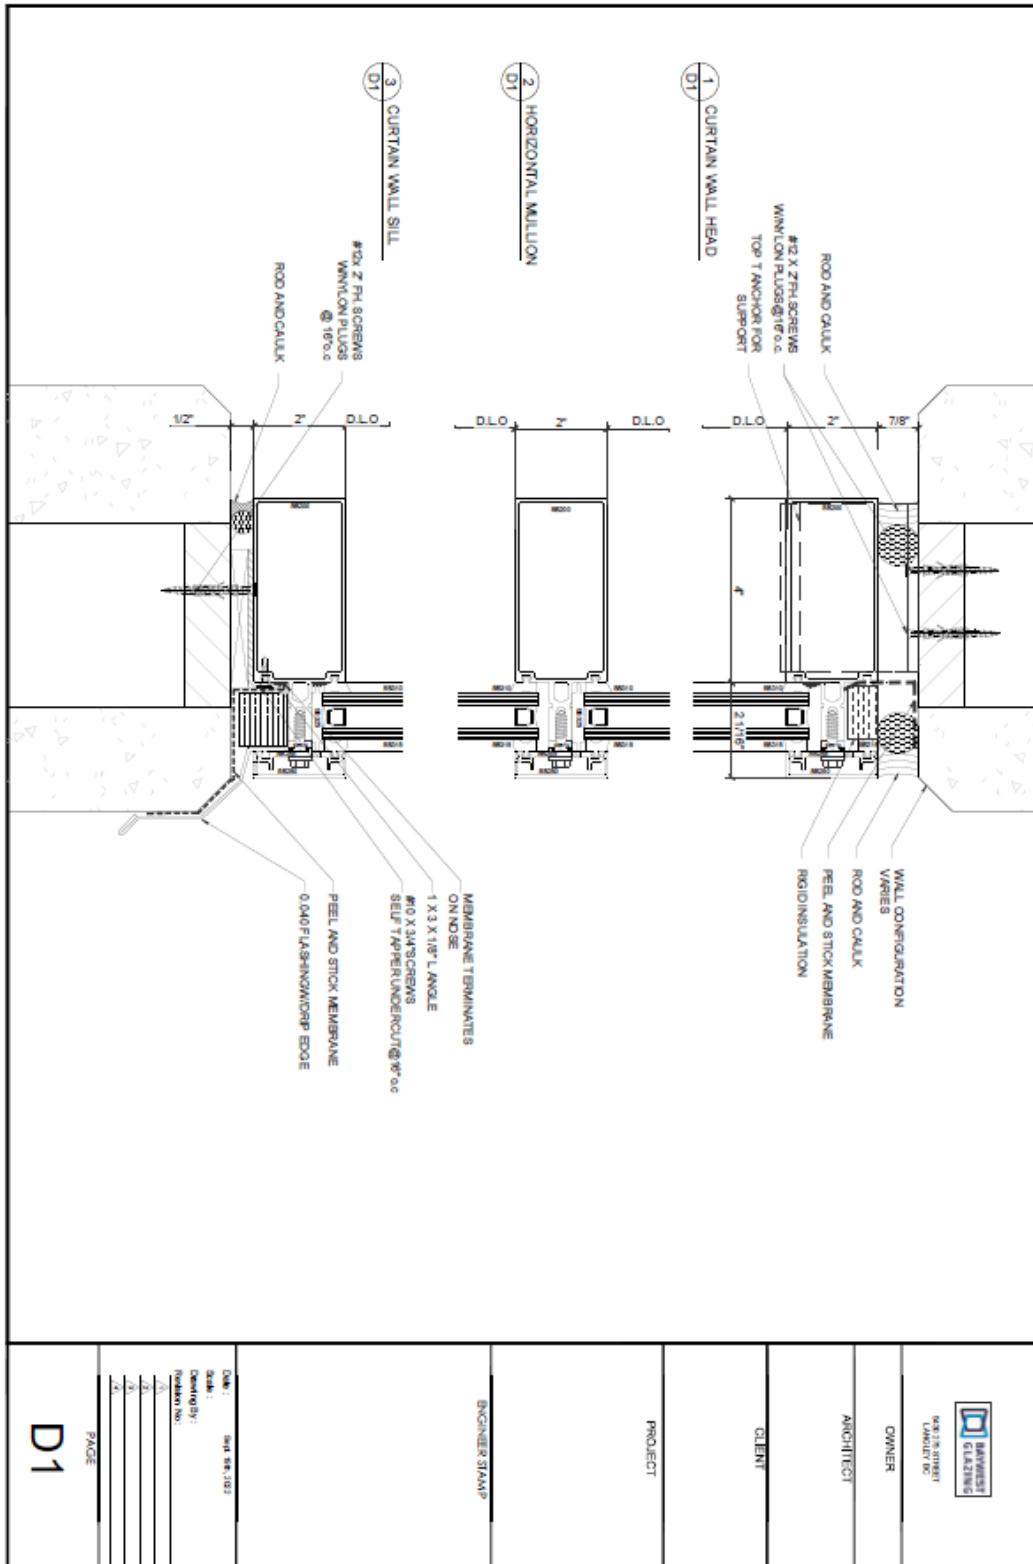 1
D1
CURTAIN WALL HEAD
2
D1
HORIZONTAL MULLION
3
D1
CURTAIN WALL SILL
ROD AND CAULK
#12 X 2" FH. SCREWS
W/NYLON PLUGS@16"o.c.
TOP T ANCHOR FOR
SUPPORT
7/8"
2"
D.L.O
4"
2 1/16"
WALL CONFIGURATION
VARIES
ROD AND CAULK
PEEL AND STICK MEMBRANE
RIGID INSULATION
D.L.O
2"
D.L.O
#12x 2" FH. SCREWS
W/NYLON PLUGS
@ 16"o.c
ROD AND CAULK
D.L.O
2"
1/2"
MEMBRANE TERMINATES
ON NOSE
1 X 3 X 1/8" L ANGLE
#10 X 3/4" SCREWS
SELF TAPPER UNDERCUT@16"o.c
PEEL AND STICK MEMBRANE
0.040 FLASHING W/DRIP EDGE
BAYWEST
GLAZING
LANGLEY BC
OWNER
ARCHITECT
CLIENT
PROJECT
ENGINEER STAMP
Date :
Scale :
Drawing By :
Revision No :
PAGE
D1